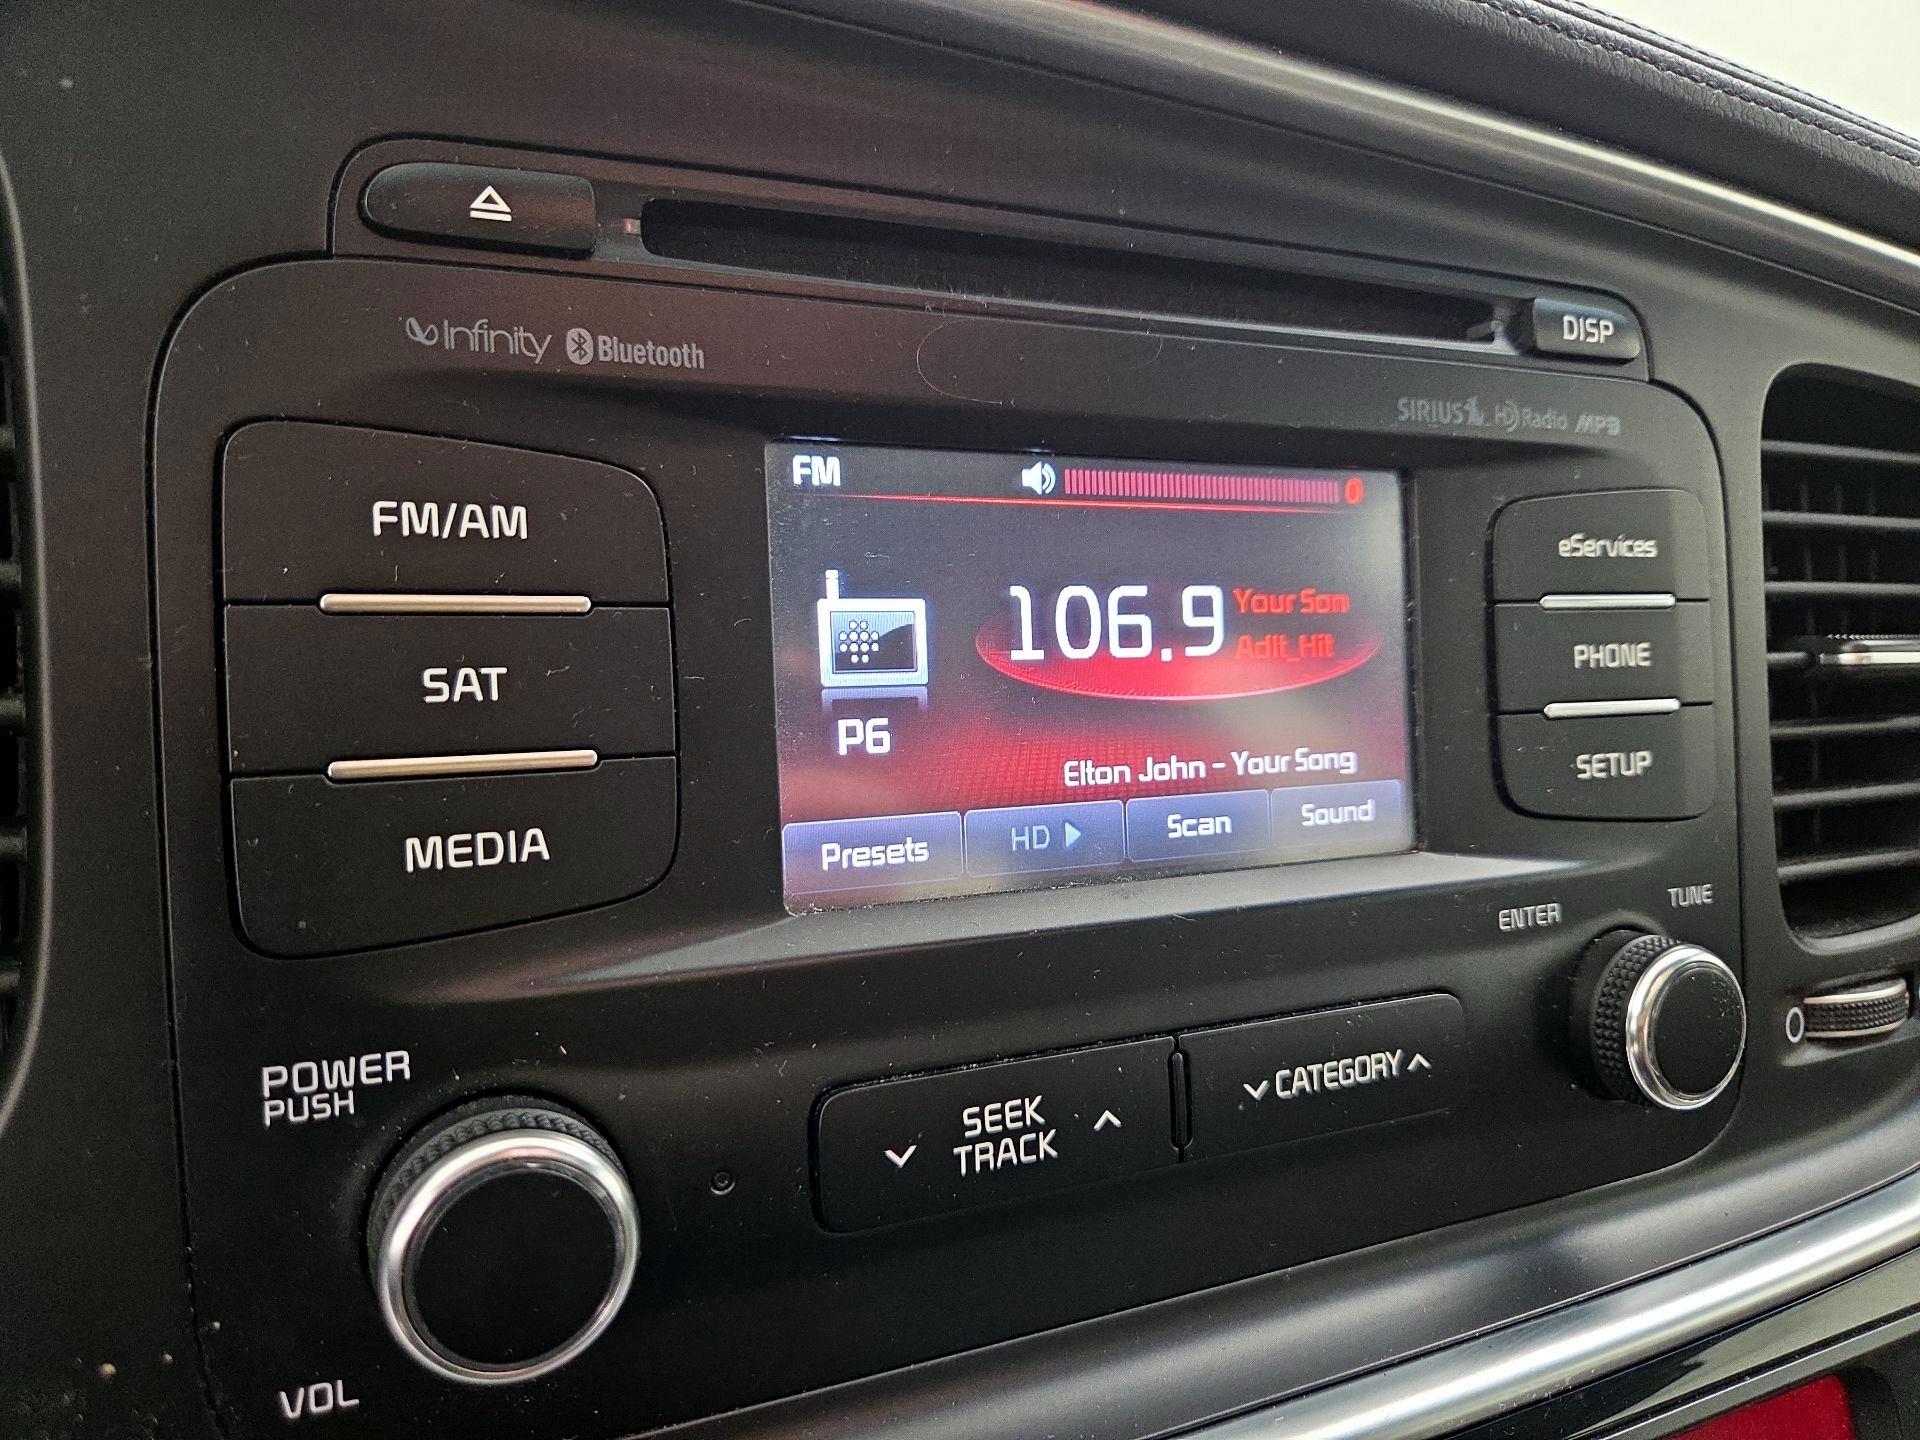 Infinity Bluetooth
DISP
SIRIUS HD Radio MP3
FM/AM
SAT
MEDIA
FM
0
106.9
Your Son
Adlt_Hit
P6
Elton John - Your Song
Presets
HD
Scan
Sound
eServices
PHONE
SETUP
ENTER
TUNE
POWER
PUSH
VOL
SEEK
TRACK
CATEGORY